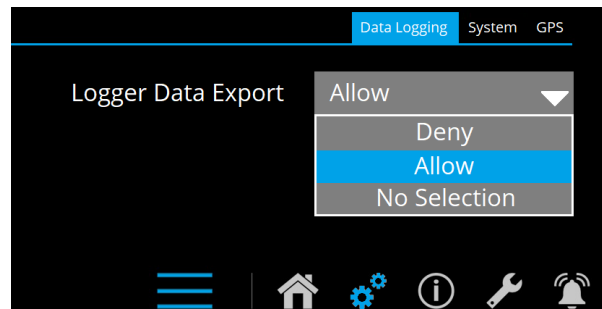 Data Logging System GPS
Logger Data Export Allow
Deny
Allow
No Selection